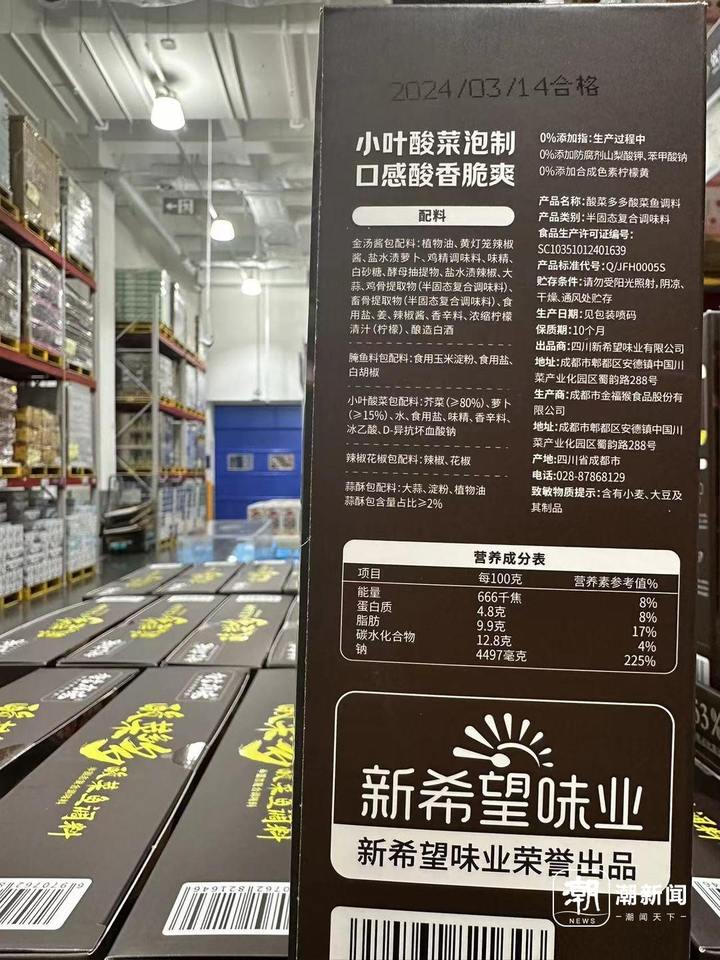 2024/03/14合格
小叶酸菜泡制
口感酸香脆爽
配料
金汤酱包配料:植物油、黄灯笼辣椒
酱、盐水渍萝卜、鸡精调味料、味精、
白砂糖、酵母抽提物、盐水渍辣椒、大
蒜、鸡骨提取物(半固态复合调味料)、
畜骨提取物(半固态复合调味料)、食
用盐、姜、辣椒酱、香辛料、浓缩柠檬
清汁(柠檬)、酿造白酒
腌鱼料包配料:食用玉米淀粉、食用盐、
白胡椒
小叶酸菜包配料:芥菜(≥80%)、萝卜
(≥15%)、水、食用盐、味精、香辛料、
冰乙酸、D-异抗坏血酸钠
辣椒花椒包配料:辣椒、花椒
蒜酥包配料:大蒜、淀粉、植物油
蒜酥包含量占比≥2%
0%添加指:生产过程中
0%添加防腐剂山梨酸钾、苯甲酸钠
0%添加合成色素柠檬黄
产品名称:酸菜多多酸菜鱼调料
产品类别:半固态复合调味料
食品生产许可证编号:
SC10351012401639
产品标准代号:Q/JFH0005S
贮存条件:请勿受阳光照射,阴凉、
干燥、通风处贮存
生产日期:见包装喷码
保质期:10个月
出品商:四川新希望味业有限公司
地址:成都市郫都区安德镇中国川
菜产业化园区蜀韵路288号
生产商:成都金福猴食品股份有
限公司
地址:成都市郫都区安德镇中国川
菜产业化园区蜀韵路288号
产地:四川省成都市
电话:028-87868129
致敏物质提示:含有小麦、大豆及
其制品
营养成分表
项目 每100克 营养素参考值%
能量 666千焦 8%
蛋白质 4.8克 8%
脂肪 9.9克 17%
碳水化合物 12.8克 4%
钠 4497毫克 225%
新希望味业
新希望味业荣誉出品
酸菜多多
酸菜鱼调料
潮
NEWS
潮新闻
潮闻天下